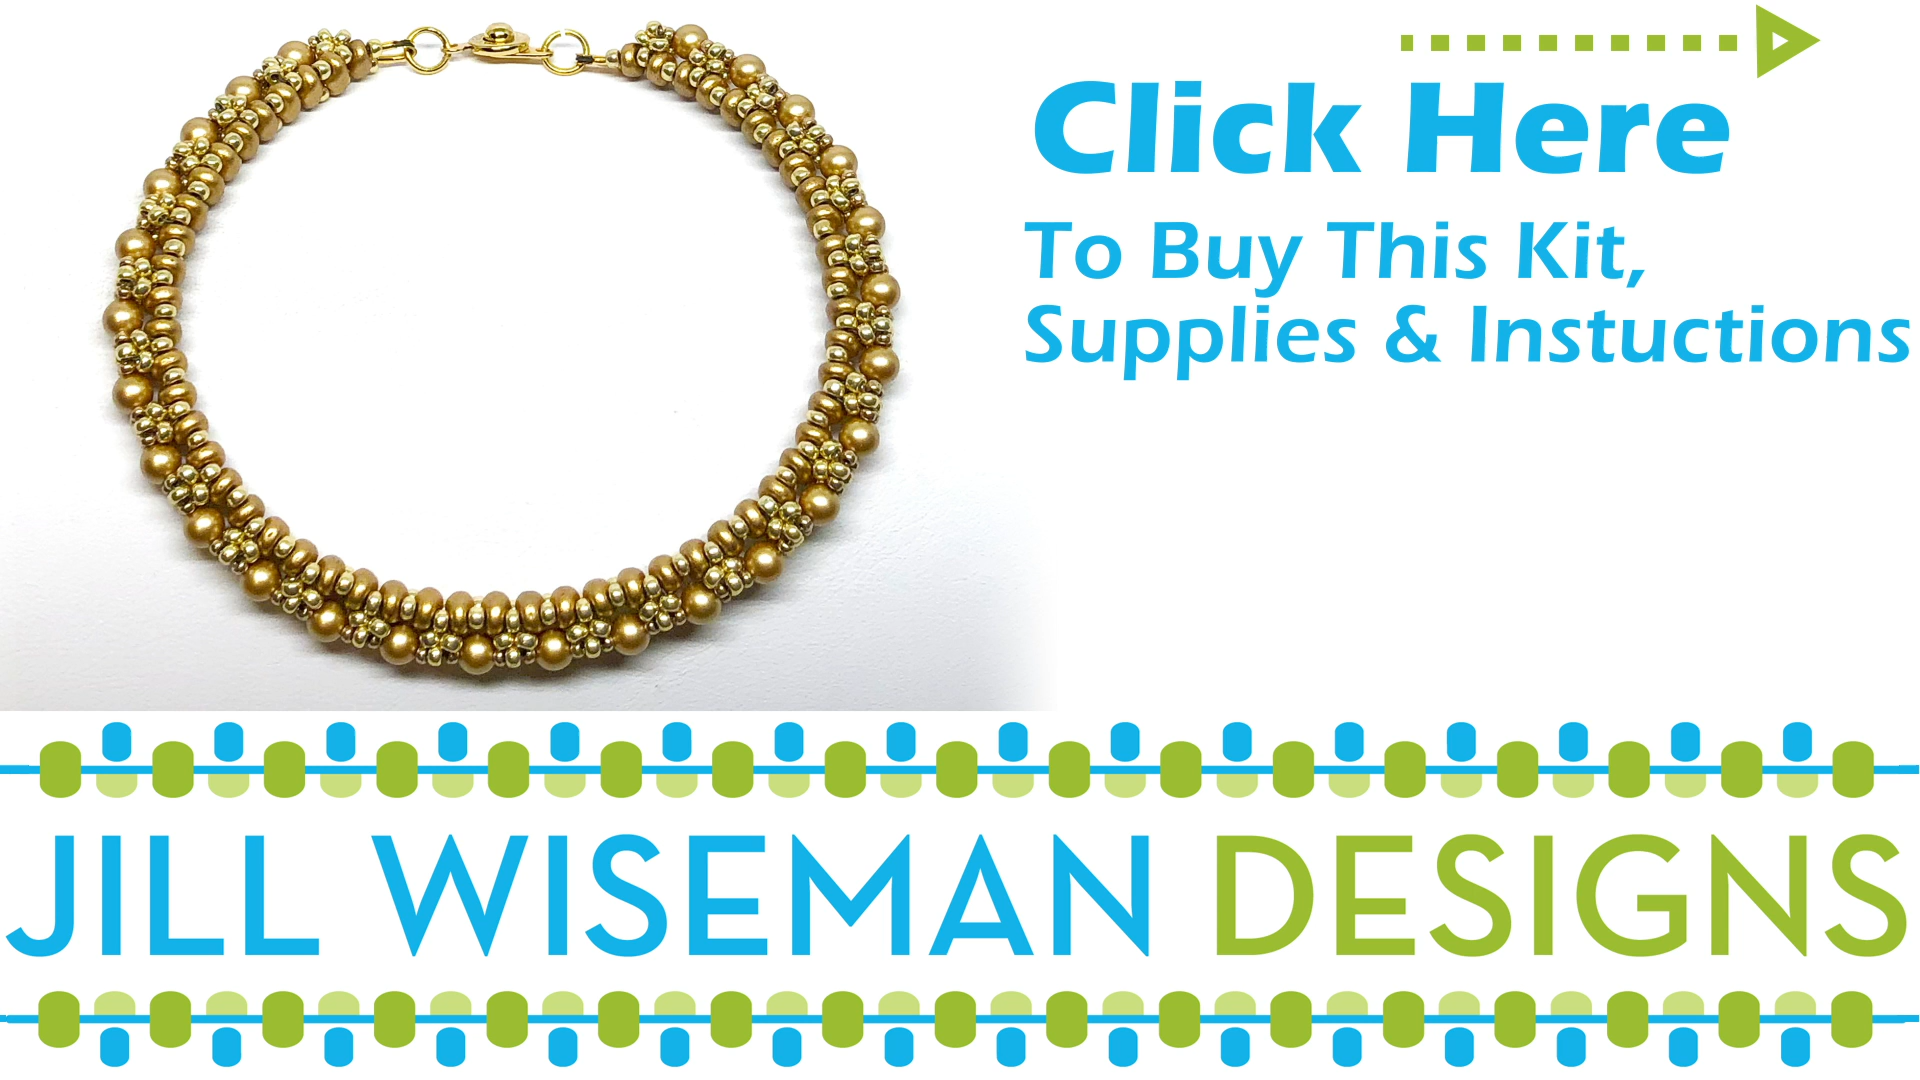 Click Here
To Buy This Kit,
Supplies & Instuctions
JILL WISEMAN DESIGNS